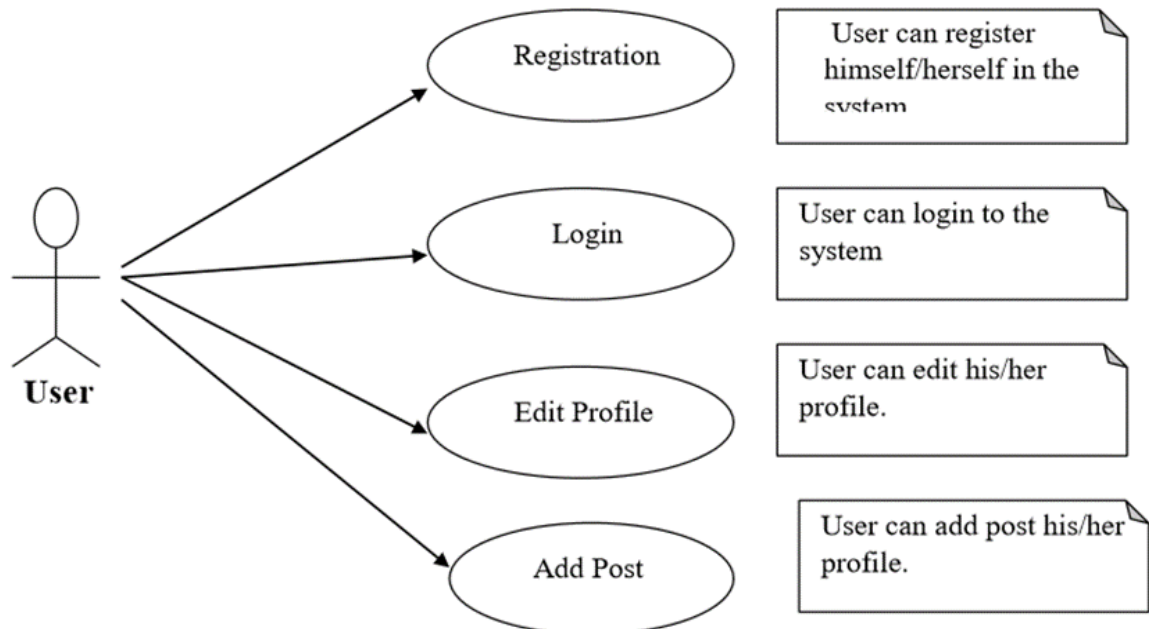 Registration
User can register
himself/herself in the
system
Login
User can login to the
system
User
Edit Profile
User can edit his/her
profile.
Add Post
User can add post his/her
profile.